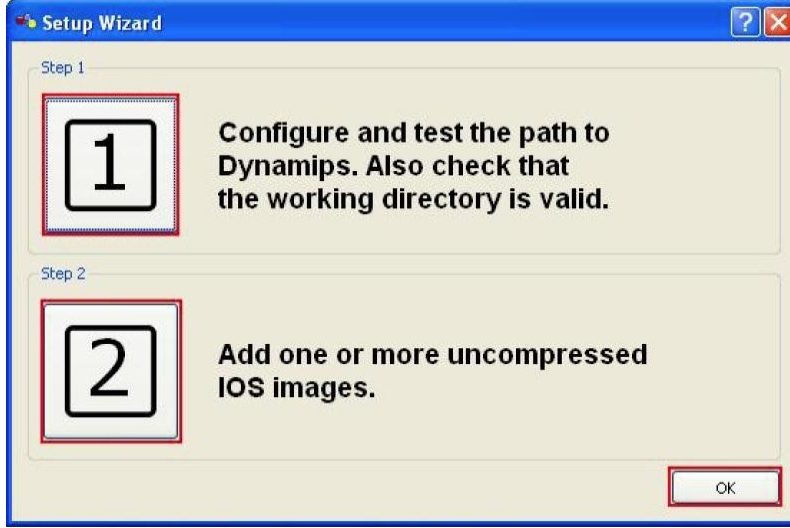 Setup Wizard
Step 1
1
Configure and test the path to
Dynamips. Also check that
the working directory is valid.
Step 2
2
Add one or more uncompressed
IOS images.
OK